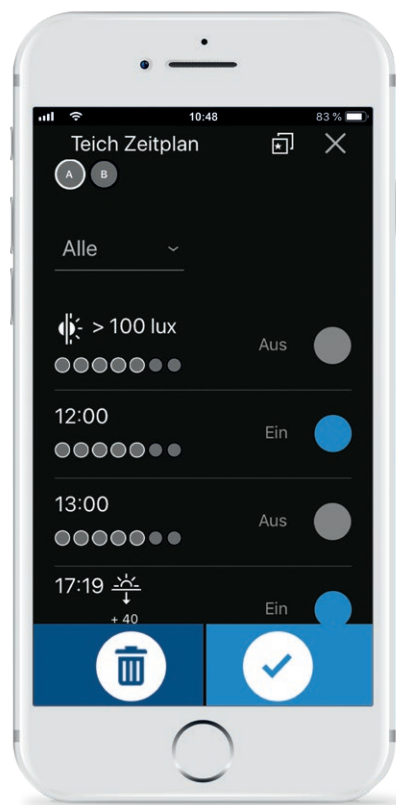 10:48
83 %
Teich Zeitplan
A B
Alle
> 100 lux
Aus
12:00
Ein
13:00
Aus
17:19
+ 40
Ein